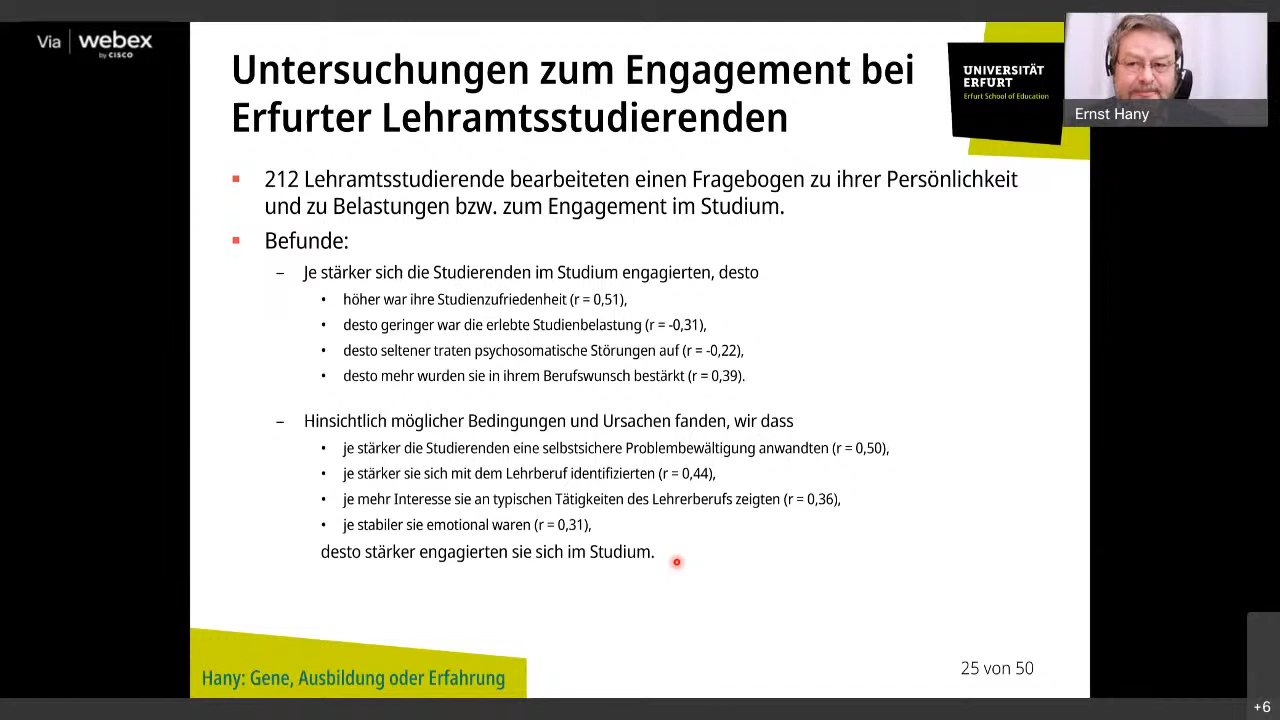 Via webex
by CISCO
Untersuchungen zum Engagement bei
Erfurter Lehramtsstudierenden
UNIVERSITÄT
ERFURT
Erfurt School of Education
Ernst Hany
▪ 212 Lehramtsstudierende bearbeiteten einen Fragebogen zu ihrer Persönlichkeit
und zu Belastungen bzw. zum Engagement im Studium.
▪ Befunde:
– Je stärker sich die Studierenden im Studium engagierten, desto
• höher war ihre Studienzufriedenheit (r = 0,51),
• desto geringer war die erlebte Studienbelastung (r = -0,31),
• desto seltener traten psychosomatische Störungen auf (r = -0,22),
• desto mehr wurden sie in ihrem Berufswunsch bestärkt (r = 0,39).
– Hinsichtlich möglicher Bedingungen und Ursachen fanden, wir dass
• je stärker die Studierenden eine selbstsichere Problembewältigung anwandten (r = 0,50),
• je stärker sie sich mit dem Lehrberuf identifizierten (r = 0,44),
• je mehr Interesse sie an typischen Tätigkeiten des Lehrerberufs zeigten (r = 0,36),
• je stabiler sie emotional waren (r = 0,31),
desto stärker engagierten sie sich im Studium.
Hany: Gene, Ausbildung oder Erfahrung
25 von 50
+6